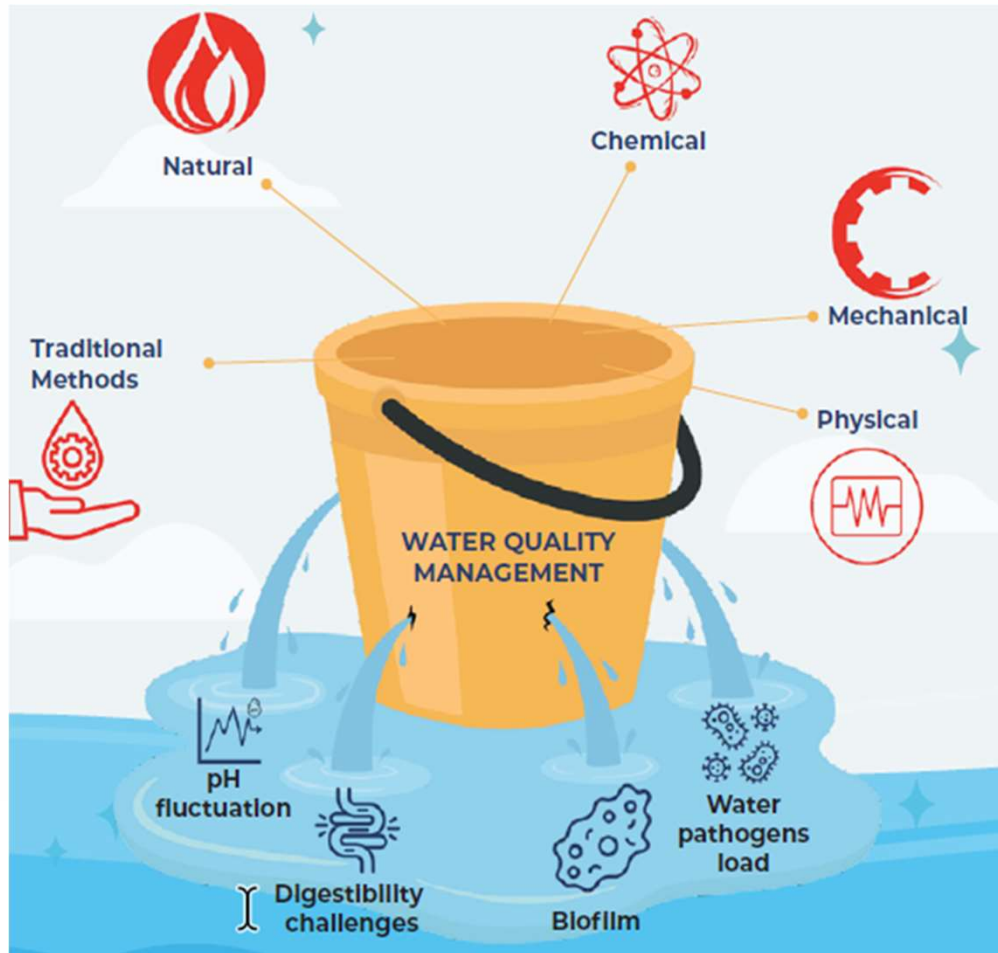 Natural
Chemical
Mechanical
Traditional
Methods
Physical
WATER QUALITY
MANAGEMENT
pH
fluctuation
Digestibility
challenges
Biofilm
Water
pathogens
load